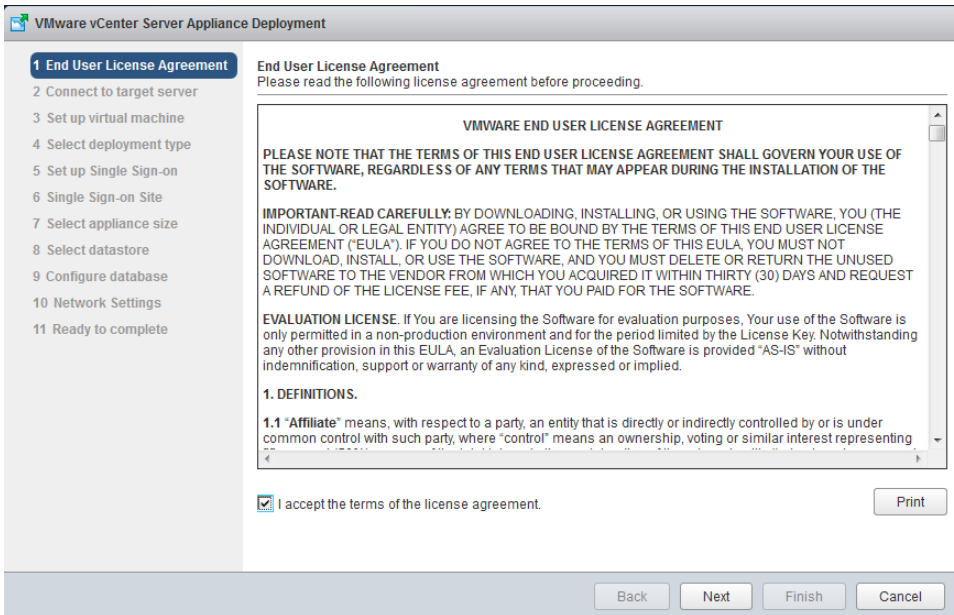 VMware vCenter Server Appliance Deployment
1 End User License Agreement
2 Connect to target server
3 Set up virtual machine
4 Select deployment type
5 Set up Single Sign-on
6 Single Sign-on Site
7 Select appliance size
8 Select datastore
9 Configure database
10 Network Settings
11 Ready to complete
End User License Agreement
Please read the following license agreement before proceeding.
VMWARE END USER LICENSE AGREEMENT
PLEASE NOTE THAT THE TERMS OF THIS END USER LICENSE AGREEMENT SHALL GOVERN YOUR USE OF
THE SOFTWARE, REGARDLESS OF ANY TERMS THAT MAY APPEAR DURING THE INSTALLATION OF THE
SOFTWARE.
IMPORTANT-READ CAREFULLY: BY DOWNLOADING, INSTALLING, OR USING THE SOFTWARE, YOU (THE
INDIVIDUAL OR LEGAL ENTITY) AGREE TO BE BOUND BY THE TERMS OF THIS END USER LICENSE
AGREEMENT (“EULA”). IF YOU DO NOT AGREE TO THE TERMS OF THIS EULA, YOU MUST NOT
DOWNLOAD, INSTALL, OR USE THE SOFTWARE, AND YOU MUST DELETE OR RETURN THE UNUSED
SOFTWARE TO THE VENDOR FROM WHICH YOU ACQUIRED IT WITHIN THIRTY (30) DAYS AND REQUEST
A REFUND OF THE LICENSE FEE, IF ANY, THAT YOU PAID FOR THE SOFTWARE.
EVALUATION LICENSE. If You are licensing the Software for evaluation purposes, Your use of the Software is
only permitted in a non-production environment and for the period limited by the License Key. Notwithstanding
any other provision in this EULA, an Evaluation License of the Software is provided “AS-IS” without
indemnification, support or warranty of any kind, expressed or implied.
1. DEFINITIONS.
1.1 “Affiliate” means, with respect to a party, an entity that is directly or indirectly controlled by or is under
common control with such party, where “control” means an ownership, voting or similar interest representing
I accept the terms of the license agreement.
Print
Back
Next
Finish
Cancel